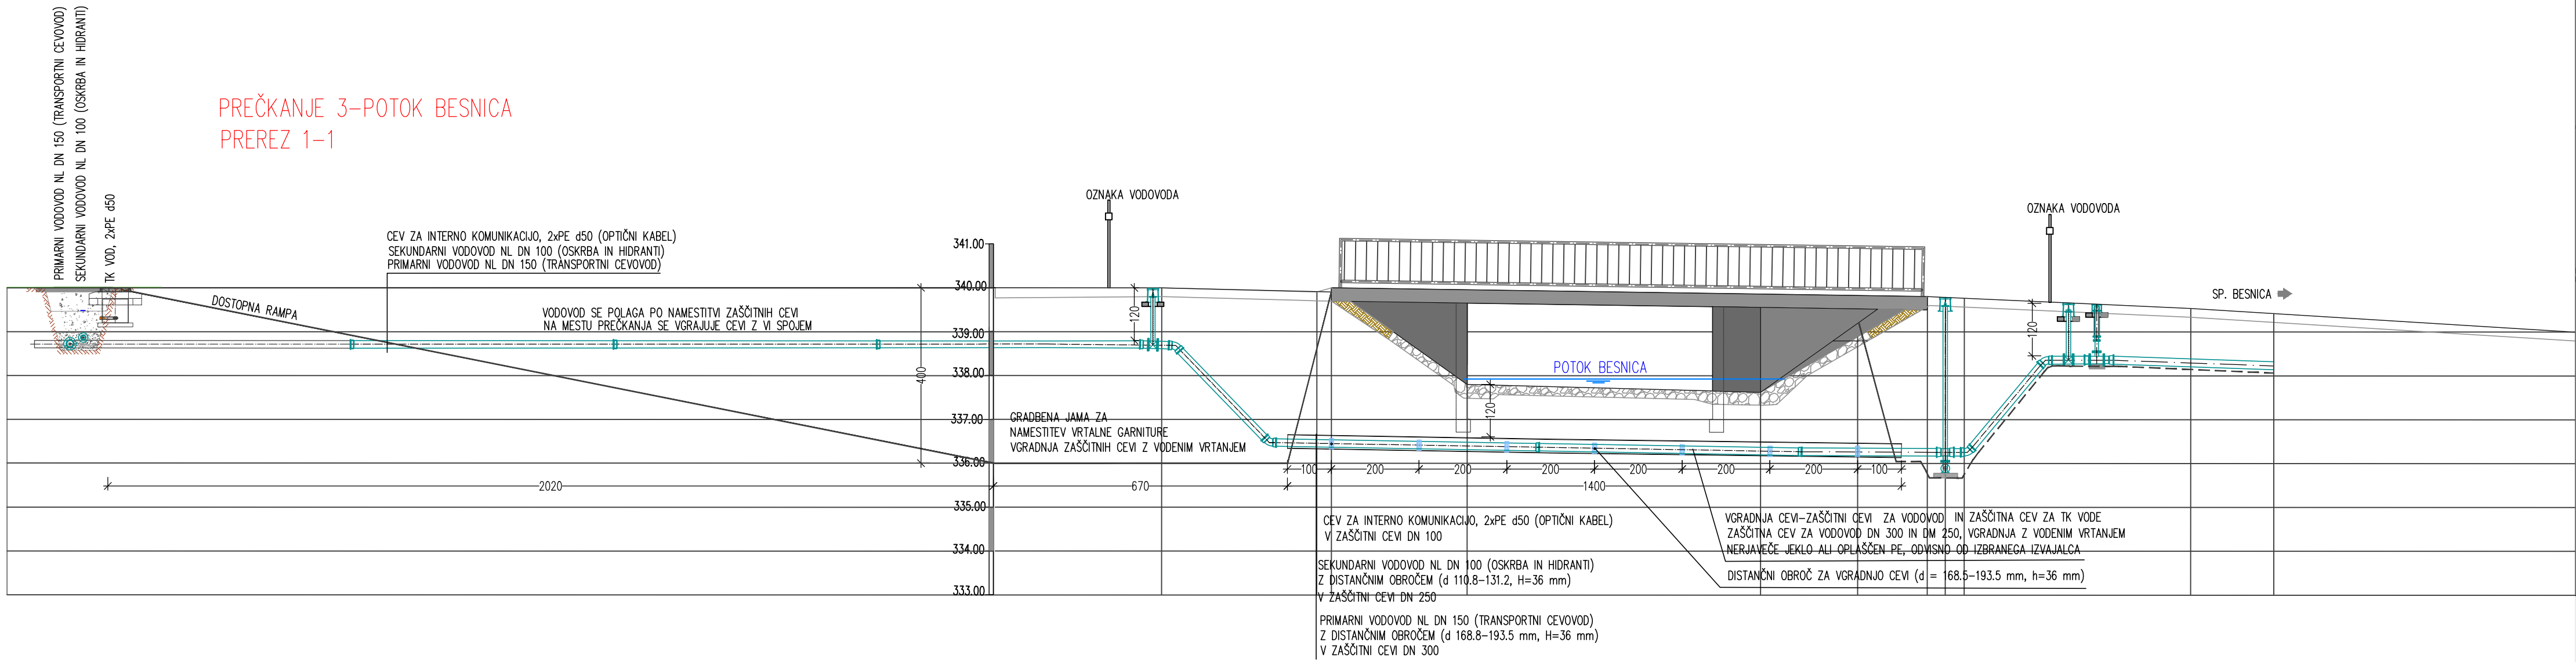 PRIMARNI VODOVOD NL DN 150 (TRANSPORTNI CEVOVOD)
SEKUNDARNI VODOVOD NL DN 100 (OSKRBA IN HIDRANTI)
TK VOD, 2xPE d50
PREČKANJE 3-POTOK BESNICA
PREREZ 1-1
CEV ZA INTERNO KOMUNIKACIJO, 2xPE d50 (OPTIČNI KABEL)
SEKUNDARNI VODOVOD NL DN 100 (OSKRBA IN HIDRANTI)
PRIMARNI VODOVOD NL DN 150 (TRANSPORTNI CEVOVOD)
DOSTOPNA RAMPA
VODOVOD SE POLAGA PO NAMESTITVI ZAŠČITNIH CEVI
NA MESTU PREČKANJA SE VGRAJUJE CEVI Z VI SPOJEM
OZNAKA VODOVODA
OZNAKA VODOVODA
SP. BESNICA
341.00
340.00
339.00
338.00
337.00
336.00
335.00
334.00
333.00
400
120
120
120
POTOK BESNICA
GRADBENA JAMA ZA
NAMESTITEV VRTALNE GARNITURE
VGRADNJA ZAŠČITNIH CEVI Z VODENIM VRTANJEM
100 200 200 200 200 200 200 100
2020 670 1400
CEV ZA INTERNO KOMUNIKACIJO, 2xPE d50 (OPTIČNI KABEL)
V ZAŠČITNI CEVI DN 100
SEKUNDARNI VODOVOD NL DN 100 (OSKRBA IN HIDRANTI)
Z DISTANČNIM OBROČEM (d 110.8-131.2, H=36 mm)
V ZAŠČITNI CEVI DN 250
PRIMARNI VODOVOD NL DN 150 (TRANSPORTNI CEVOVOD)
Z DISTANČNIM OBROČEM (d 168.8-193.5 mm, H=36 mm)
V ZAŠČITNI CEVI DN 300
VGRADNJA CEVI-ZAŠČITNI CEVI ZA VODOVOD IN ZAŠČITNA CEV ZA TK VODE
ZAŠČITNA CEV ZA VODOVOD DN 300 IN DM 250, VGRADNJA Z VODENIM VRTANJEM
NERJAVEČE JEKLO ALI OPLAŠČEN PE, ODVISNO OD IZBRANEGA IZVAJALCA
DISTANČNI OBROČ ZA VGRADNJO CEVI (d = 168.5-193.5 mm, h=36 mm)